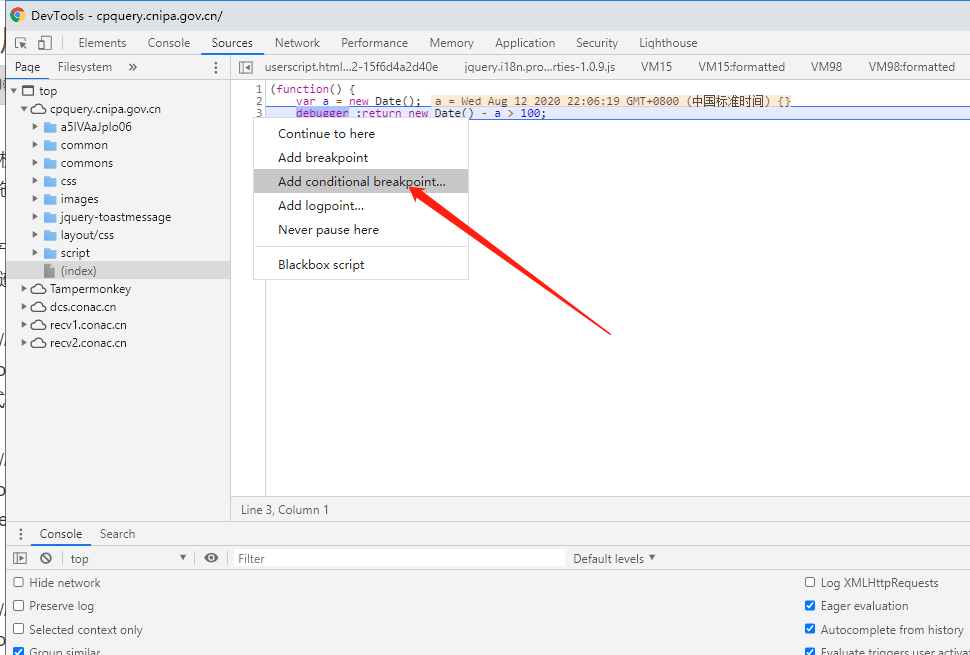 DevTools - cpquery.cnipa.gov.cn/
Elements Console Sources Network Performance Memory Application Security Lighthouse
Page Filesystem » userscript.html...2-15f6d4a2d40e jquery.i18n.pro...rties-1.0.9.js VM15 VM15:formatted VM98 VM98:formatted
top
cpquery.cnipa.gov.cn
a5IVAaJpIo06
common
commons
css
images
jquery-toastmessage
layout/css
script
(index)
Tampermonkey
dcs.conac.cn
recv1.conac.cn
recv2.conac.cn
1 (function() {
2 var a = new Date(); a = Wed Aug 12 2020 22:06:19 GMT+0800 (中国标准时间) {}
3 debugger ;return new Date() - a > 100;
Continue to here
Add breakpoint
Add conditional breakpoint...
Add logpoint...
Never pause here
Blackbox script
Line 3, Column 1
Console Search
top Filter Default levels
Hide network Log XMLHttpRequests
Preserve log Eager evaluation
Selected context only Autocomplete from history
Group similar Evaluate triggers user activat